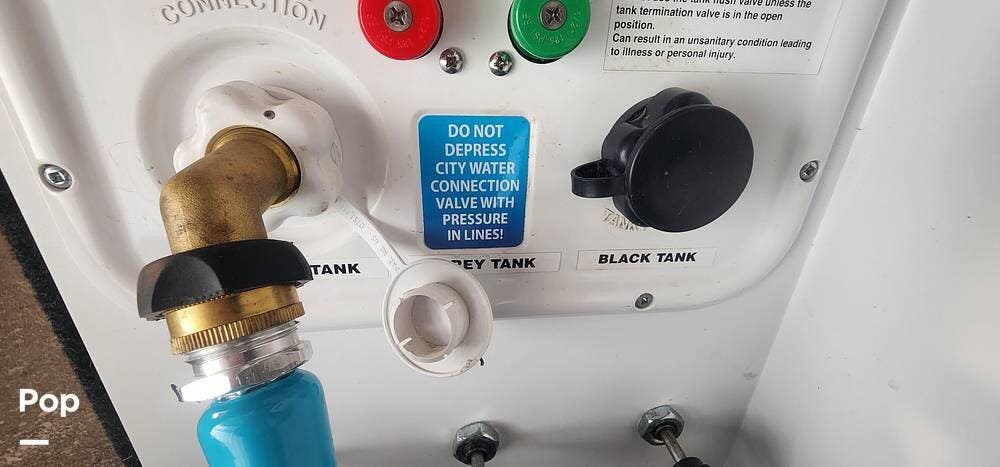 CONNECTION
tank flush valve unless the
tank termination valve is in the open
position.
Can result in an unsanitary condition leading
to illness or personal injury.
DO NOT
DEPRESS
CITY WATER
CONNECTION
VALVE WITH
PRESSURE
IN LINES!
TANK
TANK
BLACK TANK
Pop